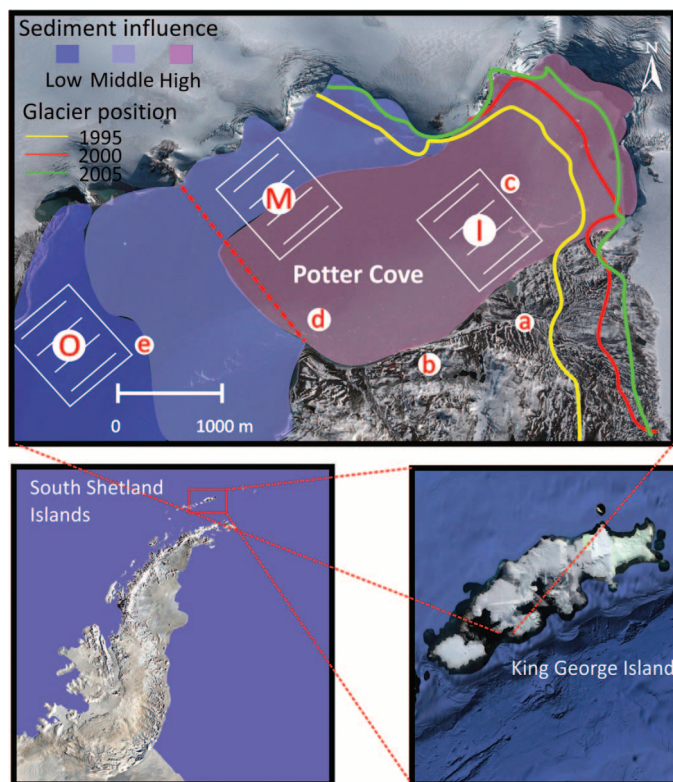 Sediment influence
Low Middle High
Glacier position
1995
2000
2005
N
M
c
I
Potter Cove
d
a
O
e
b
0 1000 m
South Shetland
Islands
King George Island